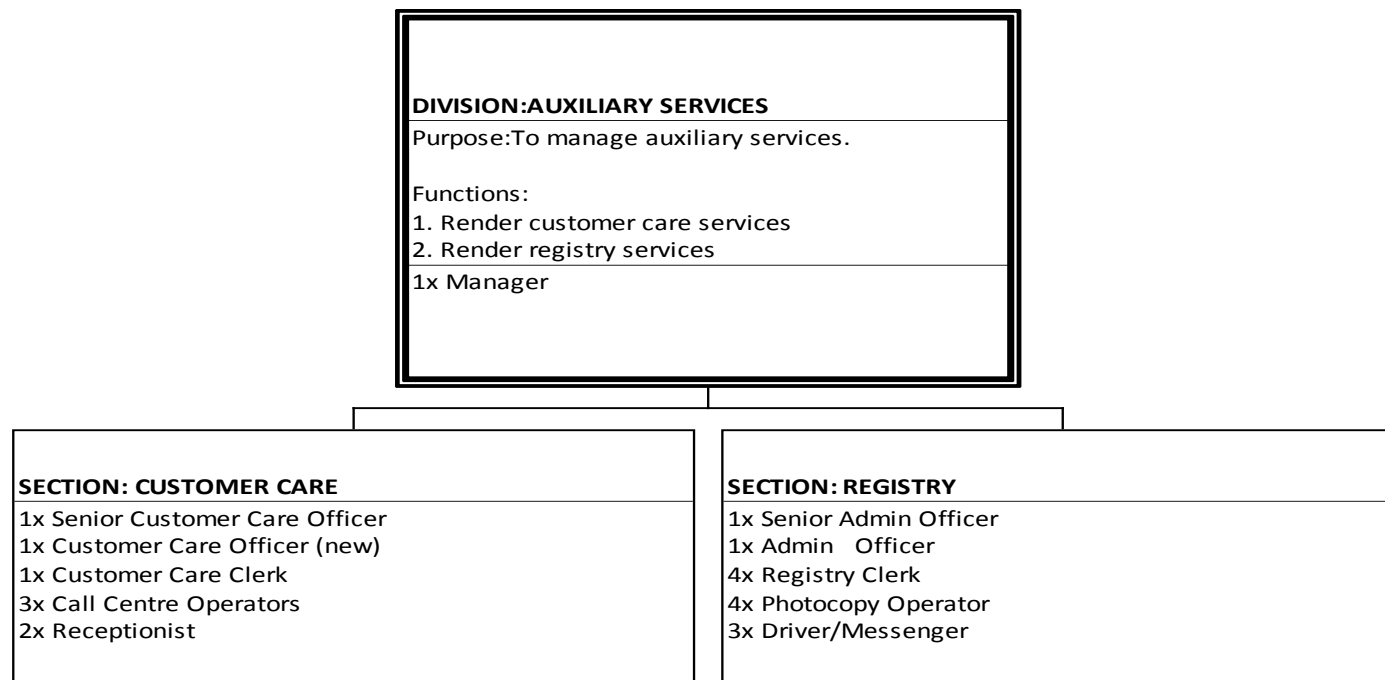 DIVISION:AUXILIARY SERVICES
Purpose:To manage auxiliary services.
Functions:
1. Render customer care services
2. Render registry services
1x Manager
SECTION: CUSTOMER CARE
1x Senior Customer Care Officer
1x Customer Care Officer (new)
1x Customer Care Clerk
3x Call Centre Operators
2x Receptionist
SECTION: REGISTRY
1x Senior Admin Officer
1x Admin Officer
4x Registry Clerk
4x Photocopy Operator
3x Driver/Messenger